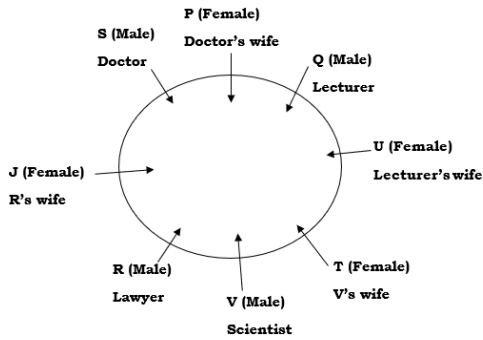 P (Female)
Doctor's wife
S (Male)
Doctor
Q (Male)
Lecturer
U (Female)
Lecturer's wife
J (Female)
R's wife
T (Female)
V's wife
R (Male)
Lawyer
V (Male)
Scientist